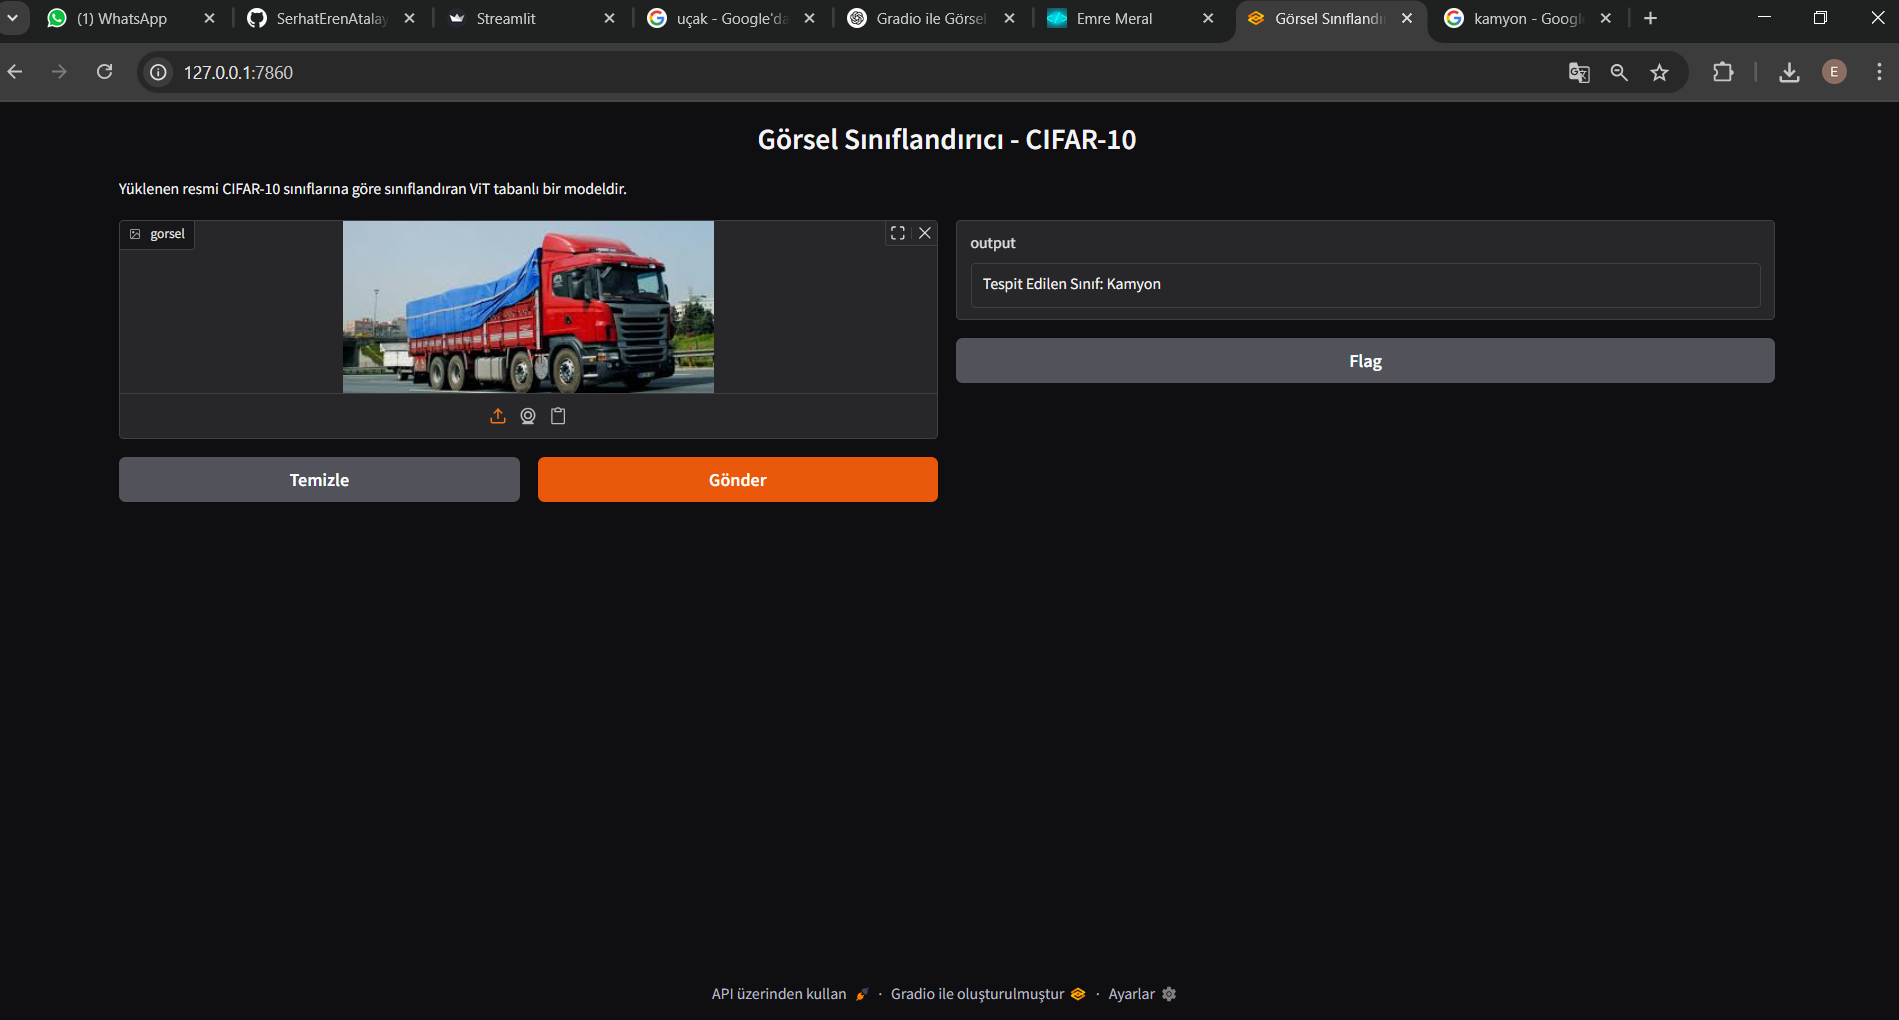 (1) WhatsApp
SerhatErenAtalay
Streamlit
uçak - Google'da
Gradio ile Görsel
Emre Meral
Görsel Sınıflandır
kamyon - Googl
127.0.0.1:7860
E
Görsel Sınıflandırıcı - CIFAR-10
Yüklenen resmi CIFAR-10 sınıflarına göre sınıflandıran ViT tabanlı bir modeldir.
gorsel
output
Tespit Edilen Sınıf: Kamyon
Flag
Temizle
Gönder
API üzerinden kullan · Gradio ile oluşturulmuştur · Ayarlar